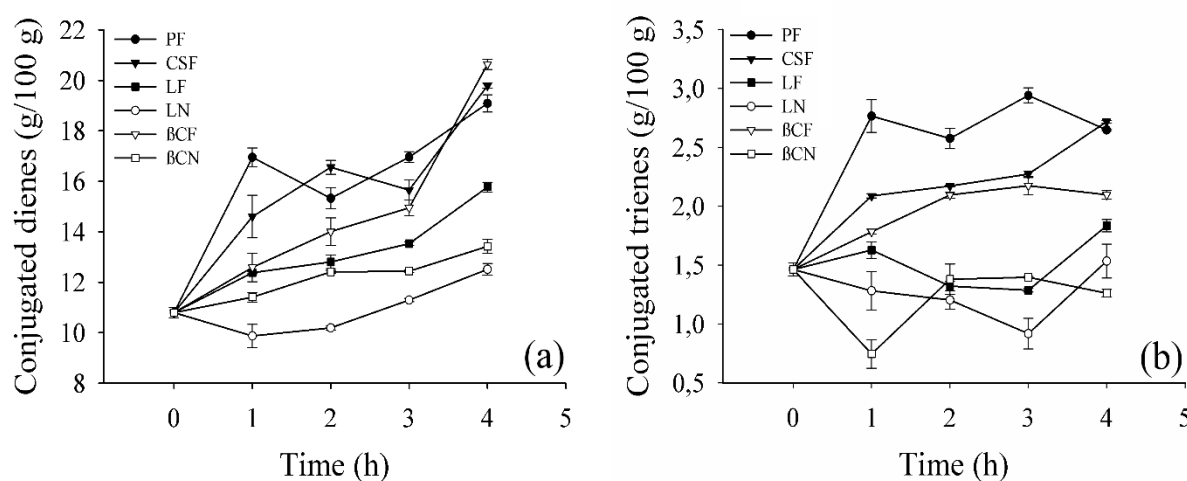 Conjugated dienes (g/100 g)
22
20
18
16
14
12
10
8
PF
CSF
LF
LN
ßCF
ßCN
(a)
0 1 2 3 4 5
Time (h)
Conjugated trienes (g/100 g)
3,5
3,0
2,5
2,0
1,5
1,0
0,5
PF
CSF
LF
LN
ßCF
ßCN
(b)
0 1 2 3 4 5
Time (h)